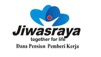 Jiwasraya
together for life
Dana Pensiun Pemberi Kerja